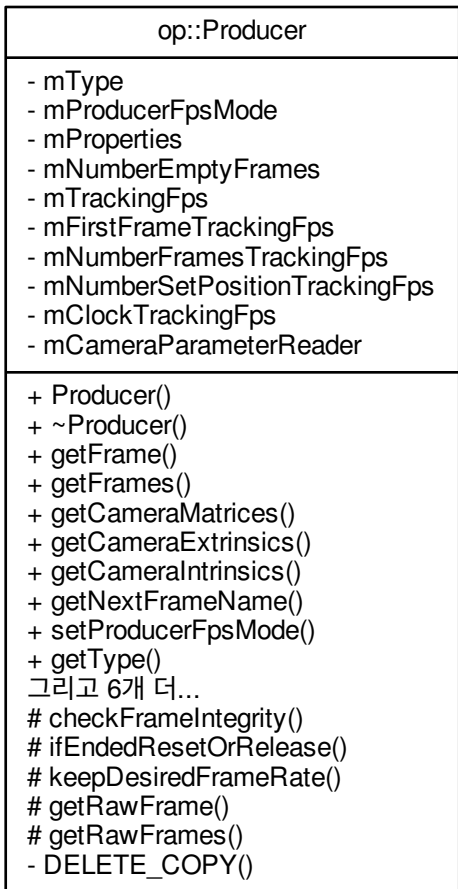 op::Producer
- mType
- mProducerFpsMode
- mProperties
- mNumberEmptyFrames
- mTrackingFps
- mFirstFrameTrackingFps
- mNumberFramesTrackingFps
- mNumberSetPositionTrackingFps
- mClockTrackingFps
- mCameraParameterReader
+ Producer()
+ ~Producer()
+ getFrame()
+ getFrames()
+ getCameraMatrices()
+ getCameraExtrinsics()
+ getCameraIntrinsics()
+ getNextFrameName()
+ setProducerFpsMode()
+ getType()
그리고 6개 더...
# checkFrameIntegrity()
# ifEndedResetOrRelease()
# keepDesiredFrameRate()
# getRawFrame()
# getRawFrames()
- DELETE_COPY()